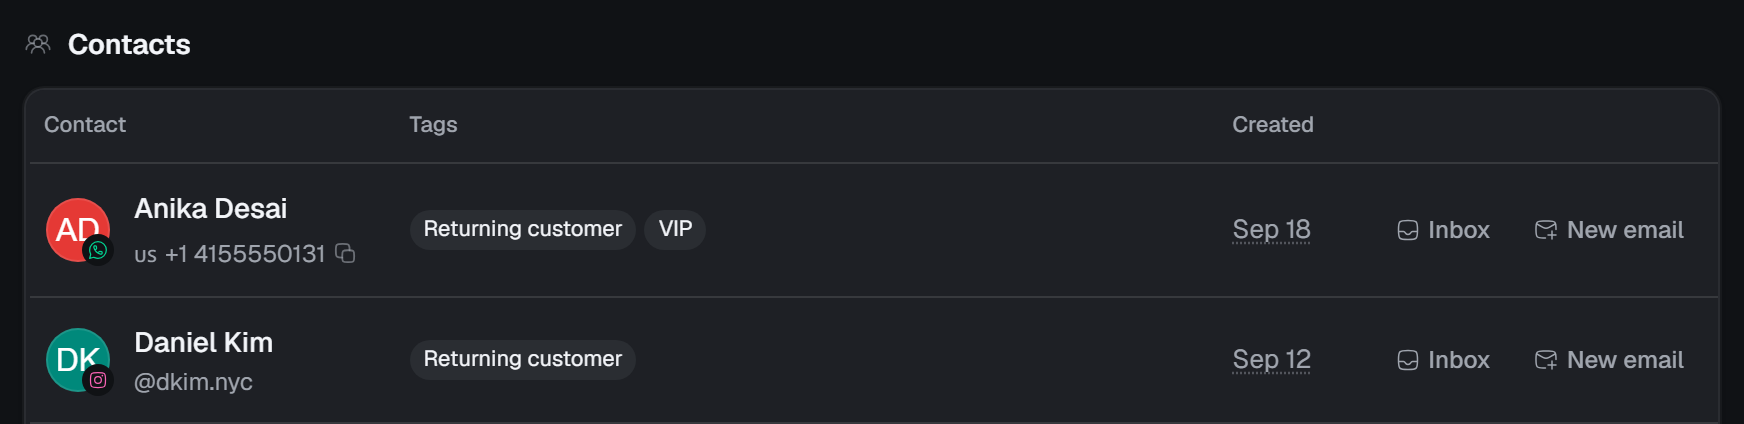 Contacts
Contact Tags Created
AD Anika Desai
us +1 4155550131
Returning customer VIP Sep 18 Inbox New email
DK Daniel Kim
@dkim.nyc
Returning customer Sep 12 Inbox New email